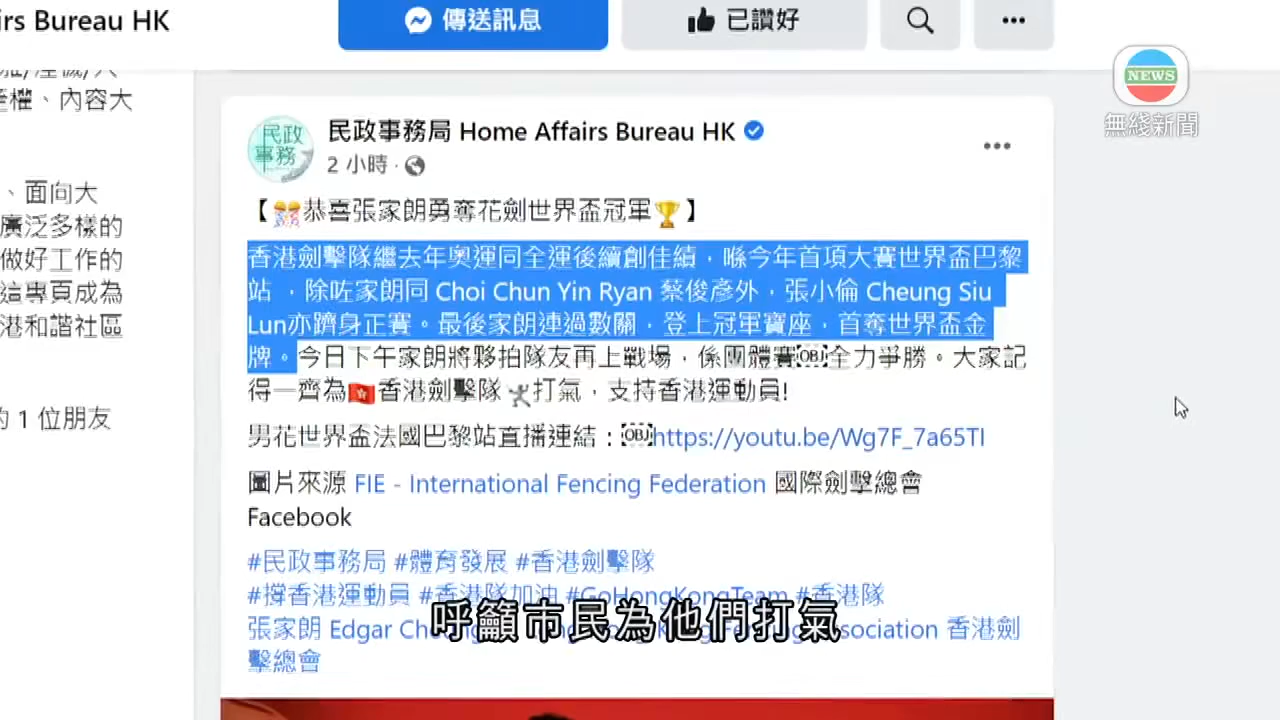 irs Bureau HK
傳送訊息
已讚好
NEWS
無綫新聞
產權、內容大
、面向大
廣泛多樣的
做好工作的
這專頁成為
港和諧社區
的 1 位朋友
民政事務
民政事務局 Home Affairs Bureau HK
2 小時 ·
【🎊恭喜張家朗勇奪花劍世界盃冠軍🏆】
香港劍擊隊繼去年奧運同全運後續創佳績，喺今年首項大賽世界盃巴黎
站 ，除咗家朗同 Choi Chun Yin Ryan 蔡俊彥外，張小倫 Cheung Siu
Lun亦躋身正賽。最後家朗連過數關，登上冠軍寶座，首奪世界盃金
牌。今日下午家朗將夥拍隊友再上戰場，係團體賽￼全力爭勝。大家記
得一齊為🇭🇰香港劍擊隊🤺打氣，支持香港運動員!
男花世界盃法國巴黎站直播連結：￼https://youtu.be/Wg7F_7a65TI
圖片來源 FIE - International Fencing Federation 國際劍擊總會
Facebook
#民政事務局 #體育發展 #香港劍擊隊
#撐香港運動員 #香港隊加油 #GoHongKongTeam #香港隊
張家朗 Edgar ssociation 香港劍
擊總會
呼籲市民為他們打氣